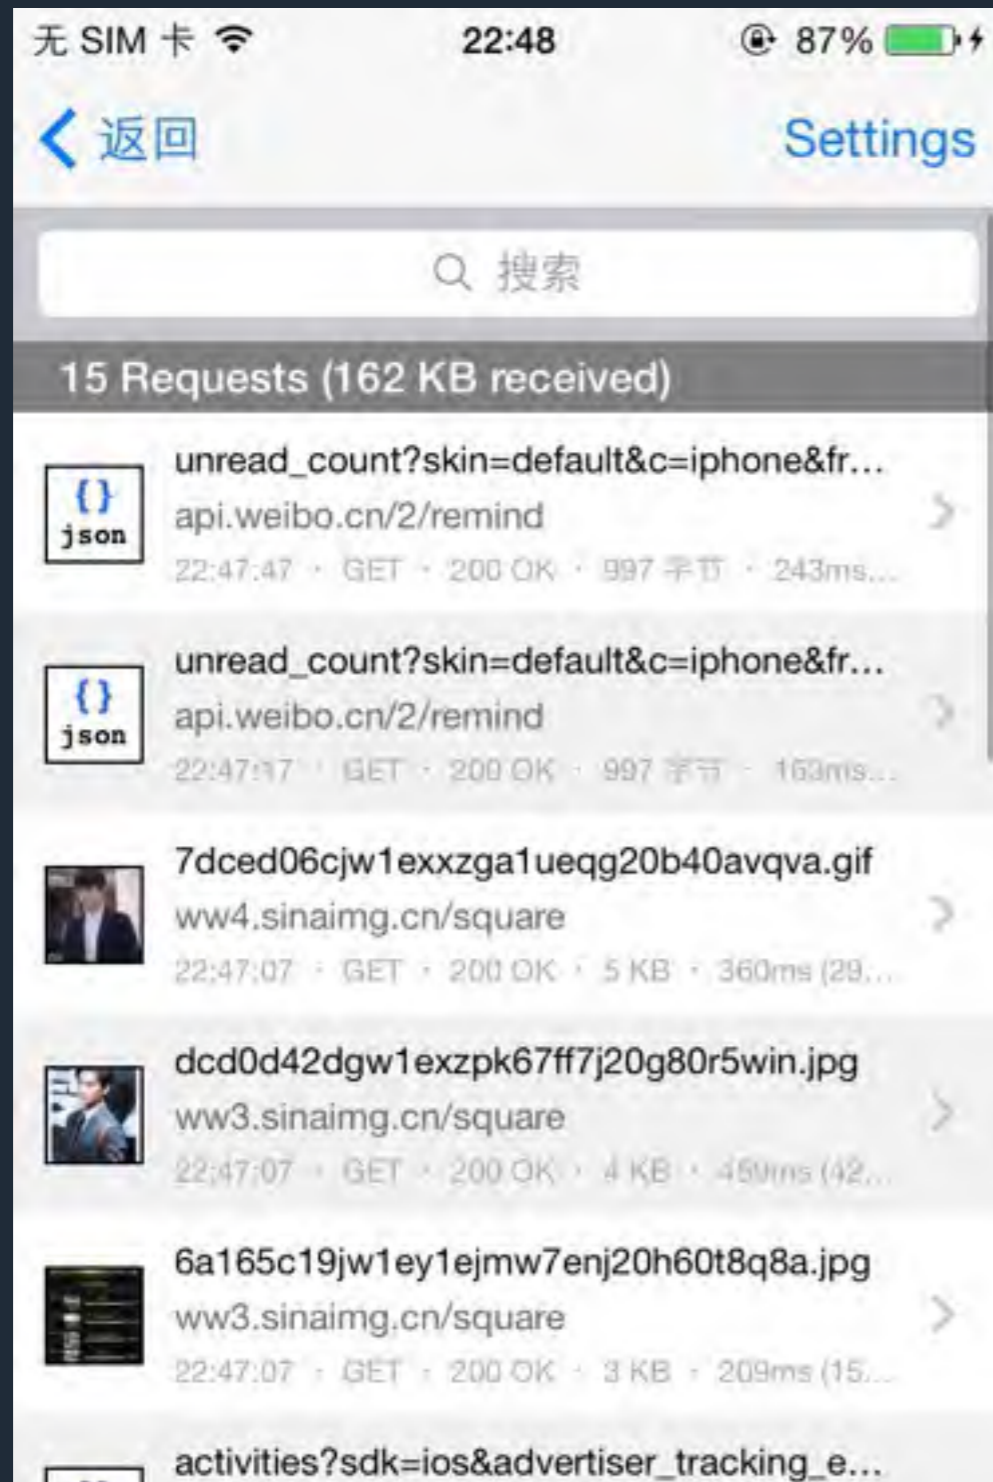 无 SIM 卡 22:48 87%
返回 Settings
搜索
15 Requests (162 KB received)
{}
json
unread_count?skin=default&c=iphone&fr...
api.weibo.cn/2/remind
22:47:47 · GET · 200 OK · 997 字节 · 243ms...
{}
json
unread_count?skin=default&c=iphone&fr...
api.weibo.cn/2/remind
22:47:17 · GET · 200 OK · 997 字节 · 163ms...
7dced06cjw1exxzga1ueqg20b40avqva.gif
ww4.sinaimg.cn/square
22:47:07 · GET · 200 OK · 5 KB · 360ms (29...
dcd0d42dgw1exzpk67ff7j20g80r5win.jpg
ww3.sinaimg.cn/square
22:47:07 · GET · 200 OK · 4 KB · 459ms (42...
6a165c19jw1ey1ejmw7enj20h60t8q8a.jpg
ww3.sinaimg.cn/square
22:47:07 · GET · 200 OK · 3 KB · 209ms (15...
activities?sdk=ios&advertiser_tracking_e...